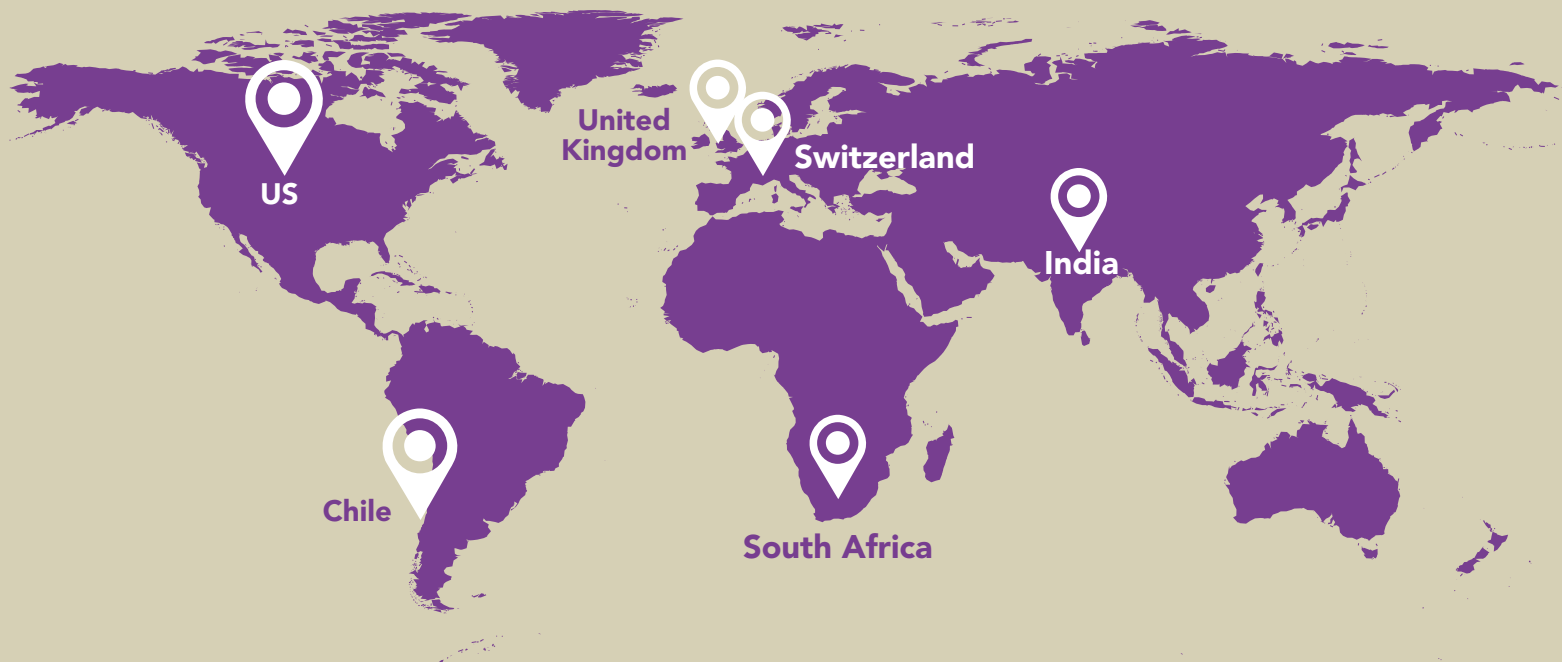 United
Kingdom
Switzerland
US
India
Chile
South Africa